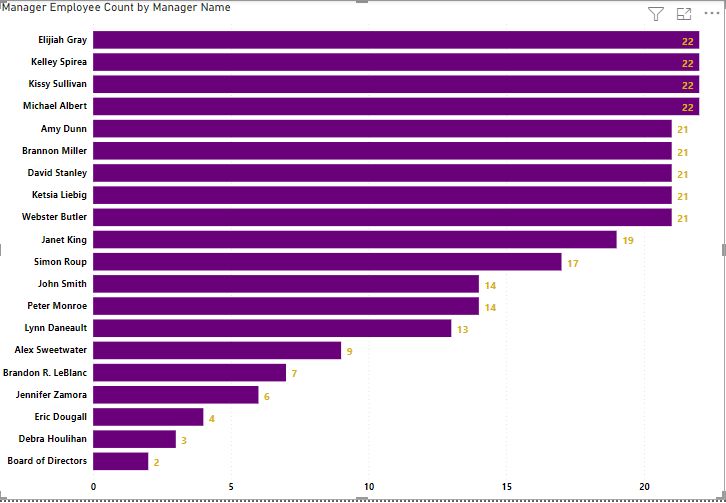 Manager Employee Count by Manager Name
Elijiah Gray 22
Kelley Spirea 22
Kissy Sullivan 22
Michael Albert 22
Amy Dunn 21
Brannon Miller 21
David Stanley 21
Ketsia Liebig 21
Webster Butler 21
Janet King 19
Simon Roup 17
John Smith 14
Peter Monroe 14
Lynn Daneault 13
Alex Sweetwater 9
Brandon R. LeBlanc 7
Jennifer Zamora 6
Eric Dougall 4
Debra Houlihan 3
Board of Directors 2
0 5 10 15 20